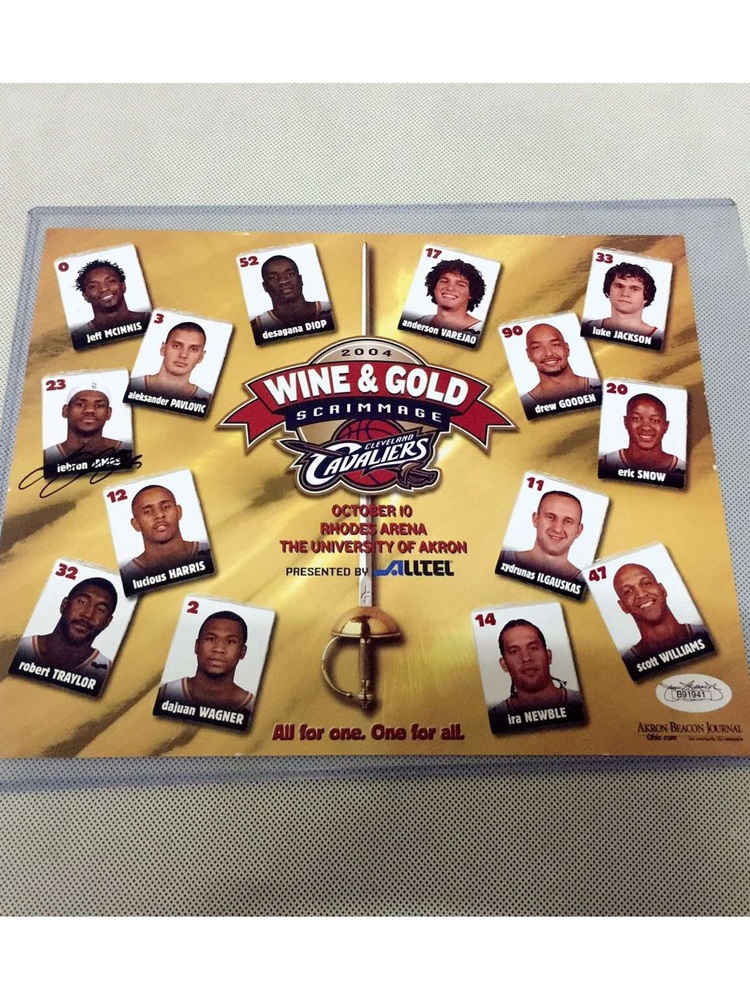 0
jeff MCINNIS
52
desagana DIOP
17
anderson VAREJAO
33
luke JACKSON
3
aleksander PAVLOVIC
90
drew GOODEN
23
lebron JAMES
20
eric SNOW
2004
WINE & GOLD
SCRIMMAGE
CLEVELAND
CAVALIERS
OCTOBER 10
RHODES ARENA
THE UNIVERSITY OF AKRON
PRESENTED BY ALLTEL
12
lucious HARRIS
11
zydrunas ILGAUSKAS
32
robert TRAYLOR
47
scott WILLIAMS
2
dajuan WAGNER
14
ira NEWBLE
All for one. One for all.
B91941
AKRON BEACON JOURNAL
Ohio.com